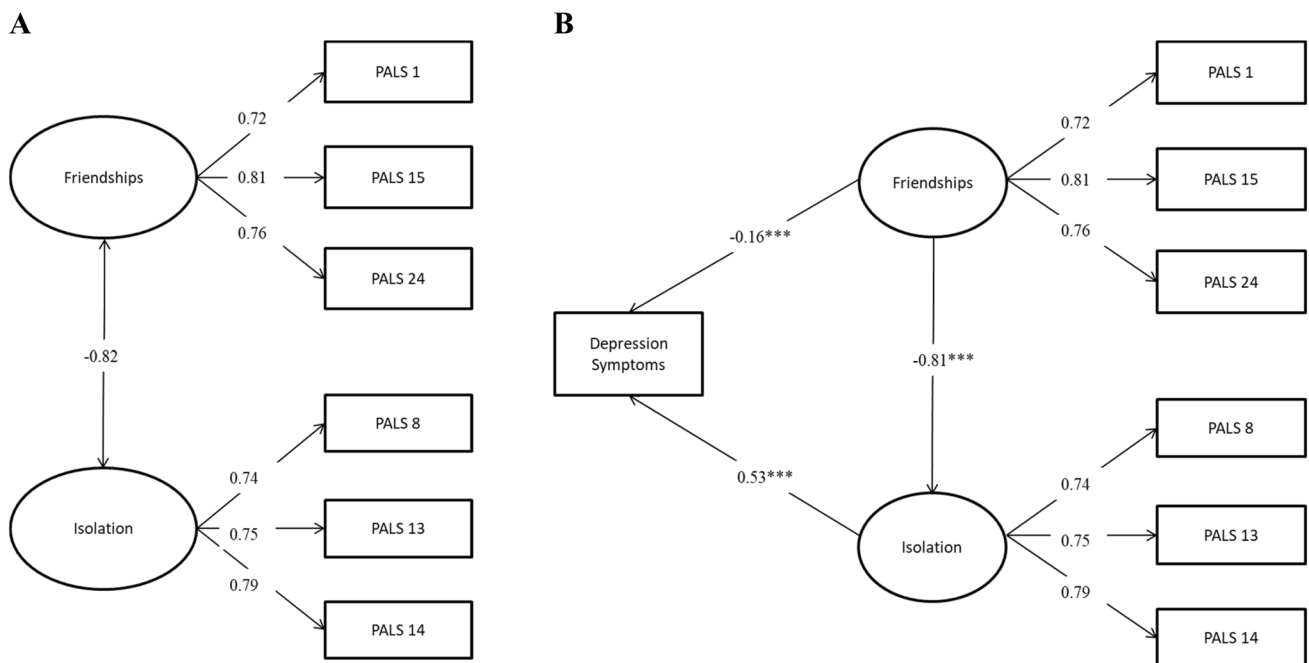 A
PALS 1
0.72
Friendships
0.81
PALS 15
0.76
PALS 24
-0.82
PALS 8
0.74
Isolation
0.75
PALS 13
0.79
PALS 14
B
PALS 1
0.72
Friendships
0.81
PALS 15
0.76
-0.16***
PALS 24
Depression
Symptoms
-0.81***
PALS 8
0.53***
0.74
Isolation
0.75
PALS 13
0.79
PALS 14